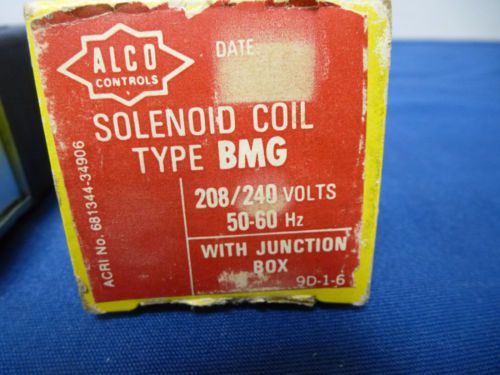 ALCO
CONTROLS
DATE
SOLENOID COIL
TYPE BMG
208/240 VOLTS
50-60 Hz
WITH JUNCTION
BOX
9D-1-6
ACRI No. 681344-34906